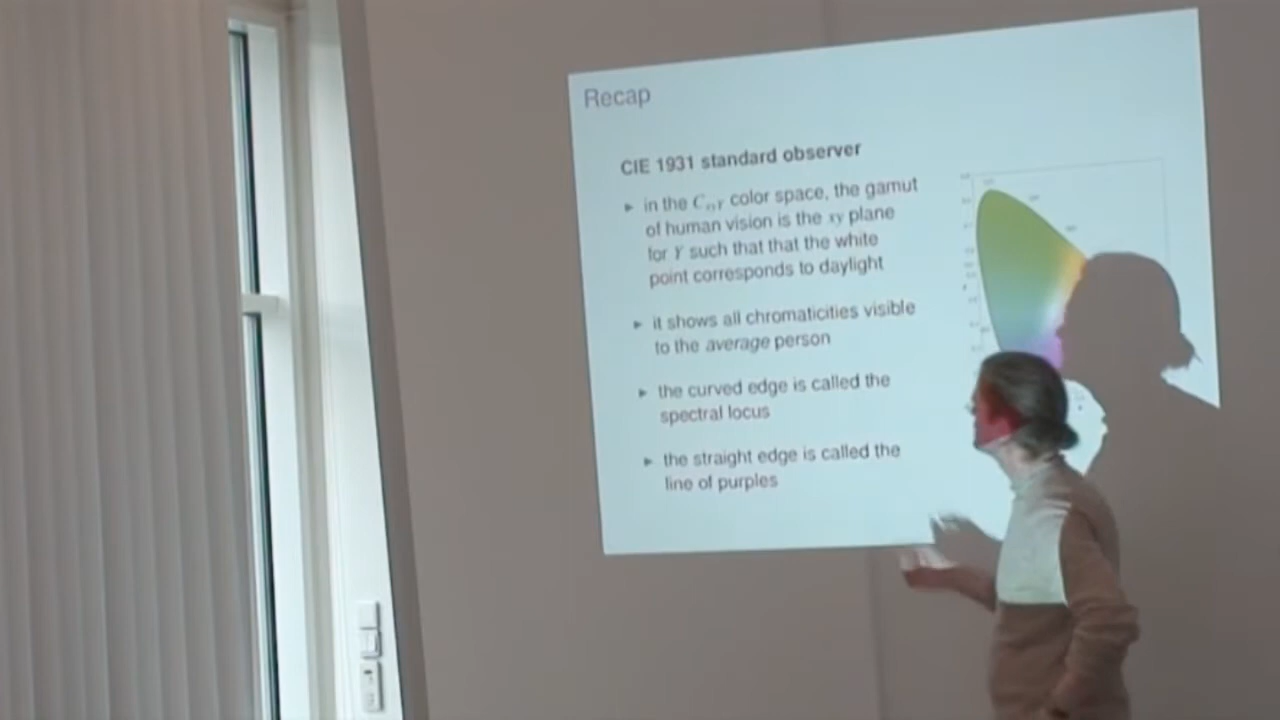 Recap
CIE 1931 standard observer
▸ in the CxyY color space, the gamut
of human vision is the xy plane
for Y such that that the white
point corresponds to daylight
▸ it shows all chromaticities visible
to the average person
▸ the curved edge is called the
spectral locus
▸ the straight edge is called the
line of purples